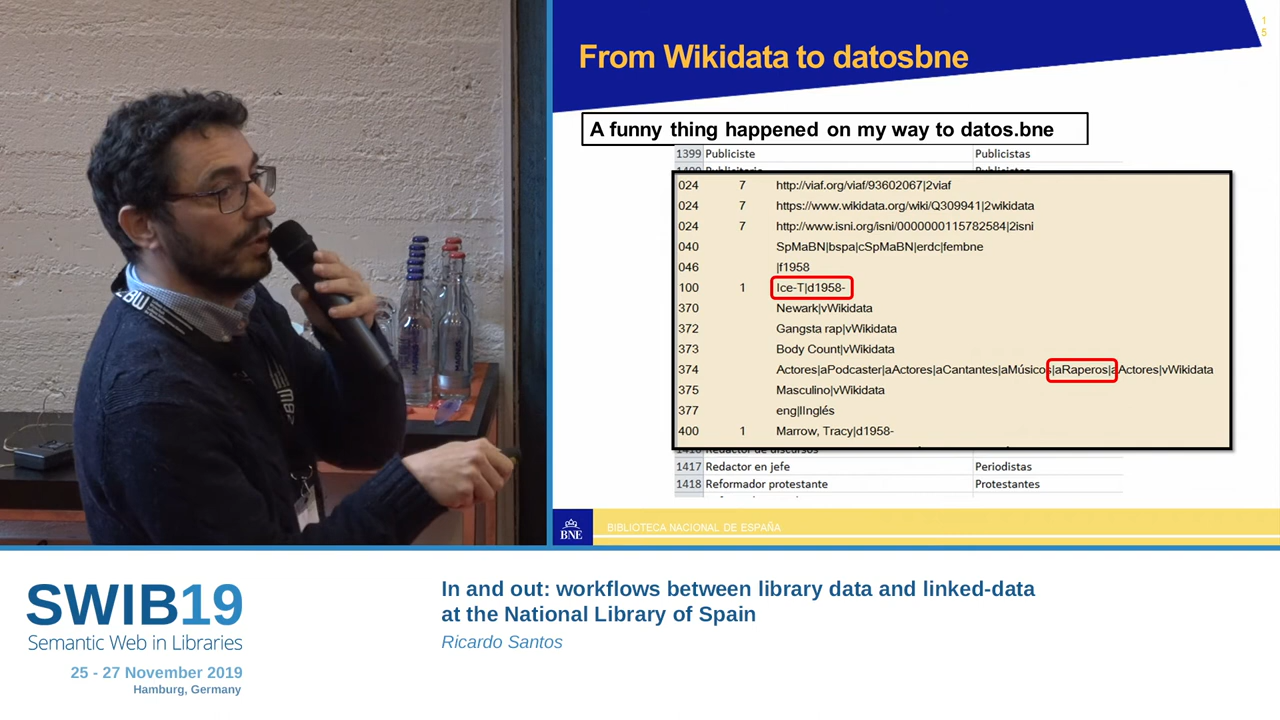 From Wikidata to datosbne
15
A funny thing happened on my way to datos.bne
1399 Publiciste Publicistas
024 7 http://viaf.org/viaf/93602067|2viaf
024 7 https://www.wikidata.org/wiki/Q309941|2wikidata
024 7 http://www.isni.org/isni/0000000115782584|2isni
040 SpMaBN|bspa|cSpMaBN|erdc|fembne
046 |f1958
100 1 Ice-T|d1958-
370 Newark|vWikidata
372 Gangsta rap|vWikidata
373 Body Count|vWikidata
374 Actores|aPodcaster|aActores|aCantantes|aMúsicos|aRaperos|aActores|vWikidata
375 Masculino|vWikidata
377 eng|lInglés
400 1 Marrow, Tracy|d1958-
1417 Redactor en jefe Periodistas
1418 Reformador protestante Protestantes
BNE
BIBLIOTECA NACIONAL DE ESPAÑA
SWIB19
Semantic Web in Libraries
25 - 27 November 2019
Hamburg, Germany
In and out: workflows between library data and linked-data
at the National Library of Spain
Ricardo Santos